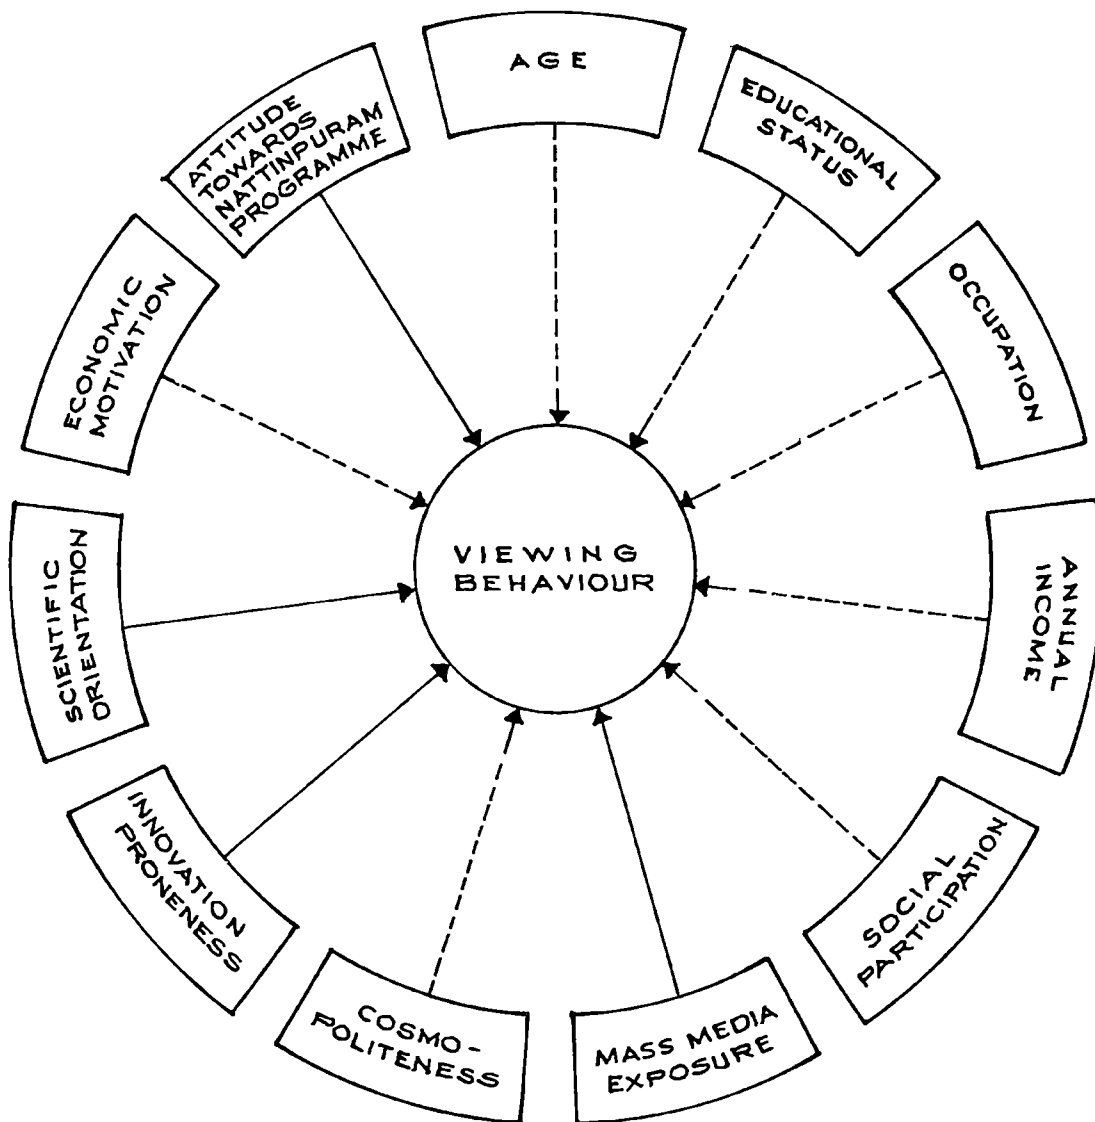 AGE
EDUCATIONAL
STATUS
OCCUPATION
ANNUAL
INCOME
SOCIAL
PARTICIPATION
MASS MEDIA
EXPOSURE
COSMO-
POLITENESS
INNOVATION
PRONENESS
SCIENTIFIC
ORIENTATION
ECONOMIC
MOTIVATION
ATTITUDE
TOWARDS
NATTINPURAM
PROGRAMME
VIEWING
BEHAVIOUR